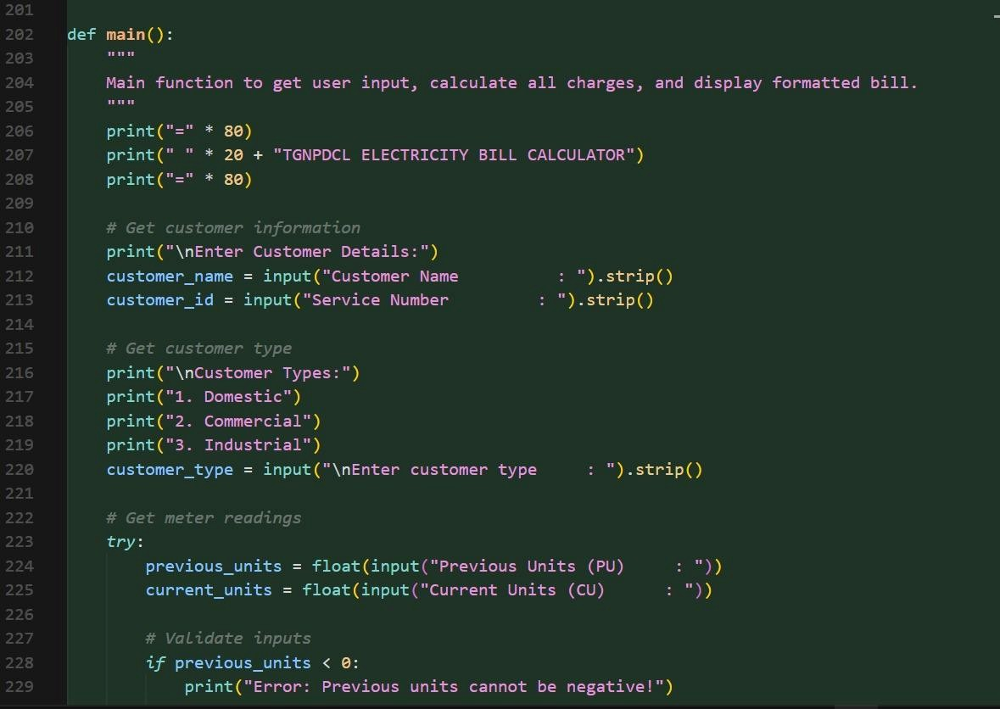 201
202 def main():
203     """
204     Main function to get user input, calculate all charges, and display formatted bill.
205     """
206     print("=" * 80)
207     print(" " * 20 + "TGNPDCL ELECTRICITY BILL CALCULATOR")
208     print("=" * 80)
209
210     # Get customer information
211     print("\nEnter Customer Details:")
212     customer_name = input("Customer Name          : ").strip()
213     customer_id = input("Service Number         : ").strip()
214
215     # Get customer type
216     print("\nCustomer Types:")
217     print("1. Domestic")
218     print("2. Commercial")
219     print("3. Industrial")
220     customer_type = input("\nEnter customer type     : ").strip()
221
222     # Get meter readings
223     try:
224         previous_units = float(input("Previous Units (PU)     : "))
225         current_units = float(input("Current Units (CU)      : "))
226
227         # Validate inputs
228         if previous_units < 0:
229             print("Error: Previous units cannot be negative!")